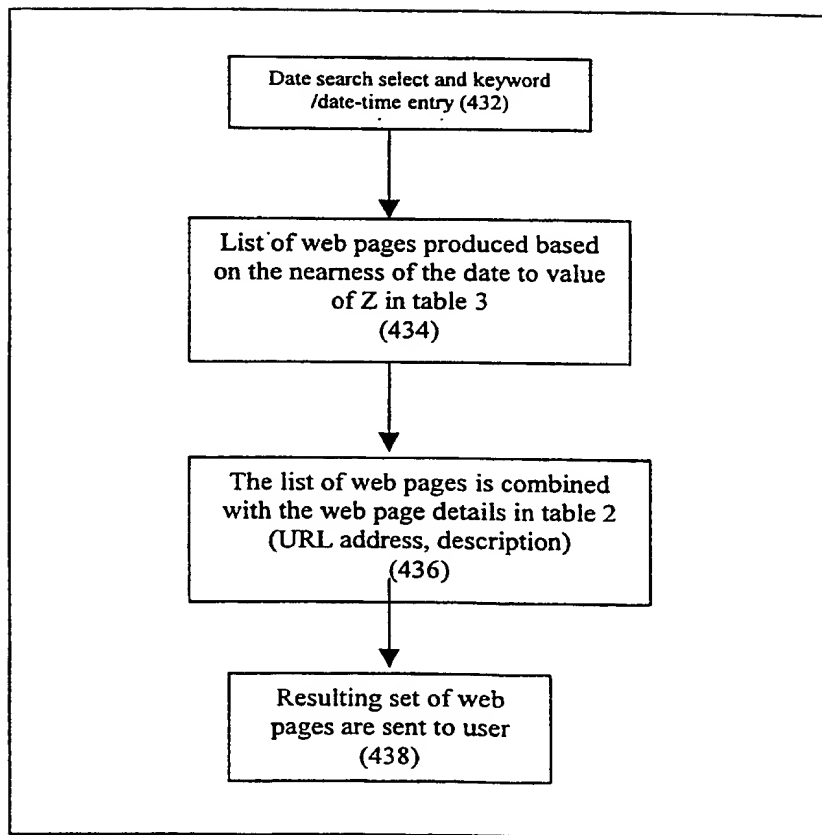 Date search select and keyword
/date-time entry (432)
List of web pages produced based
on the nearness of the date to value
of Z in table 3
(434)
The list of web pages is combined
with the web page details in table 2
(URL address, description)
(436)
Resulting set of web
pages are sent to user
(438)